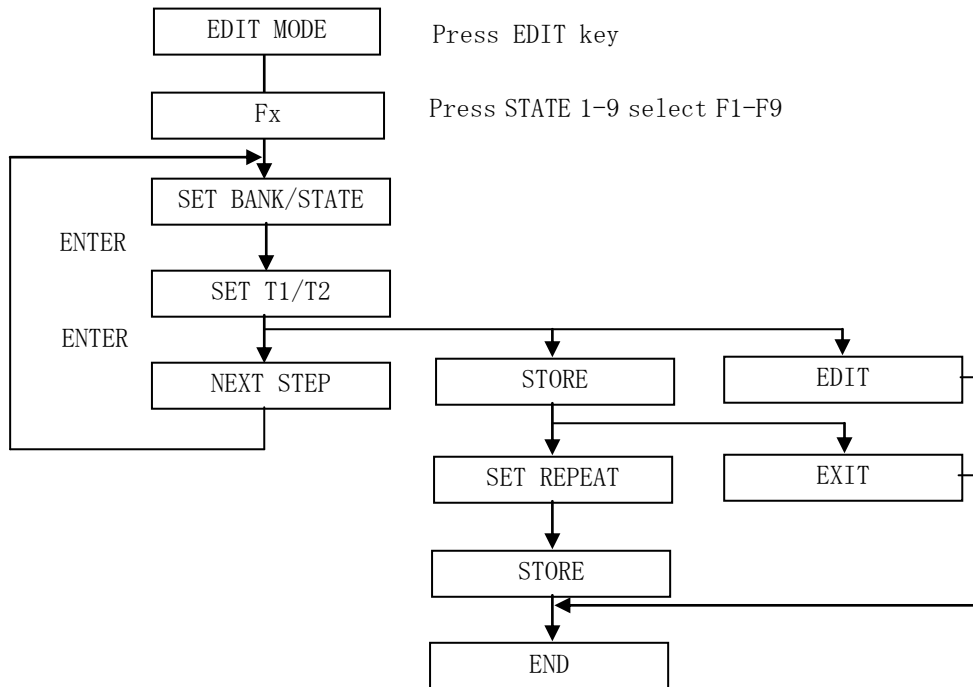 EDIT MODE
Press EDIT key
Fx
Press STATE 1-9 select F1-F9
SET BANK/STATE
ENTER
SET T1/T2
ENTER
NEXT STEP
STORE
EDIT
SET REPEAT
EXIT
STORE
END